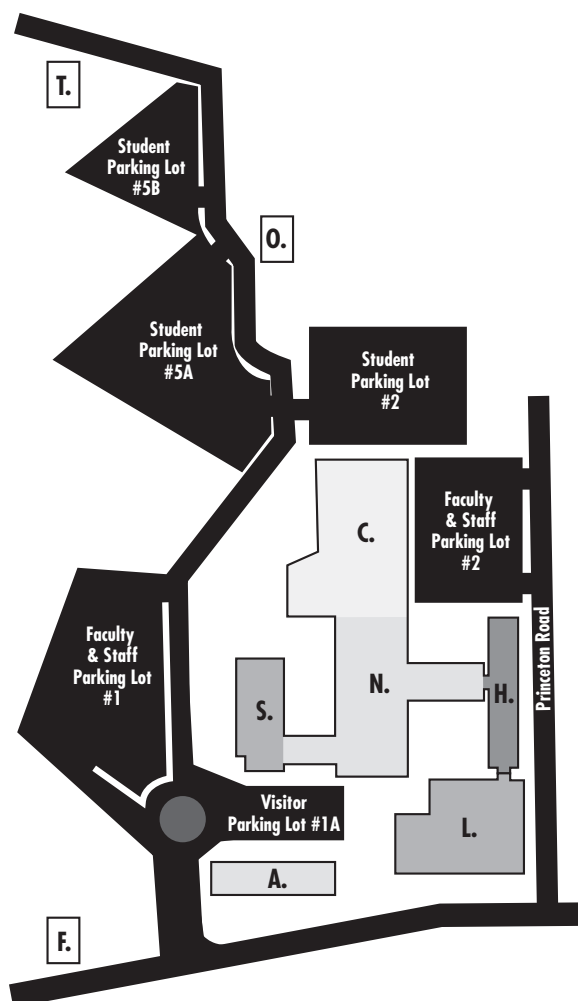 T.
Student
Parking Lot
#5B
O.
Student
Parking Lot
#5A
Student
Parking Lot
#2
C.
Faculty
& Staff
Parking Lot
#2
Princeton Road
Faculty
& Staff
Parking Lot
#1
S.
N.
H.
Visitor
Parking Lot #1A
L.
A.
F.